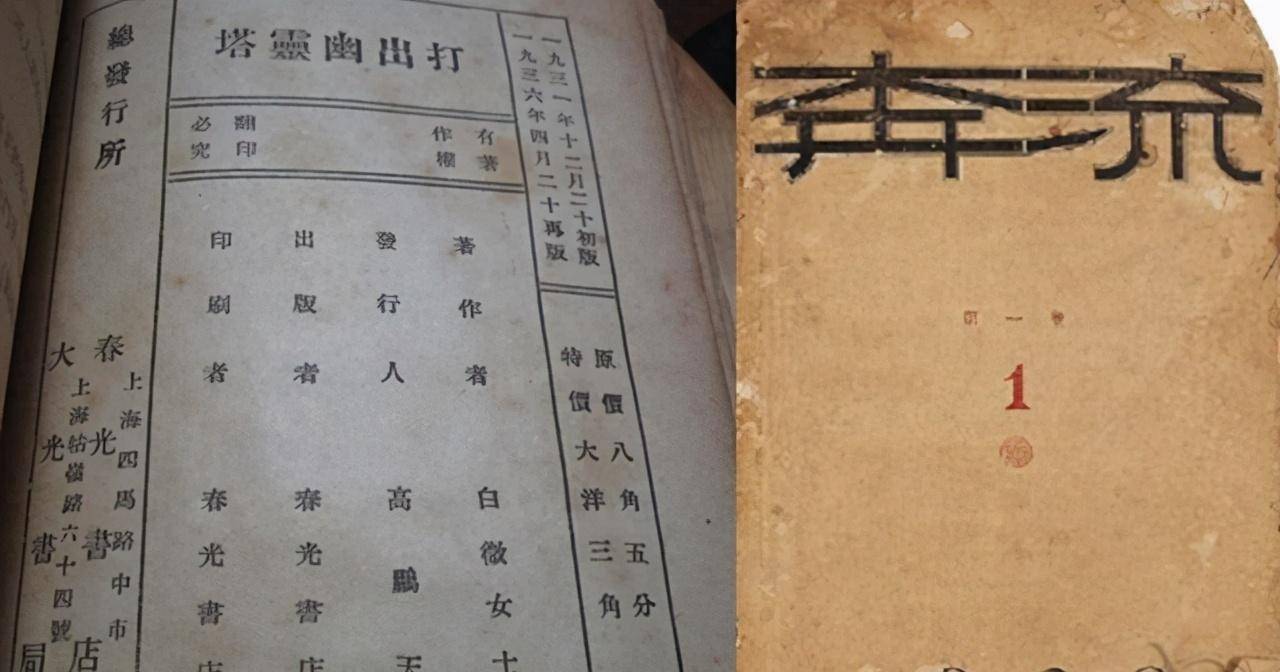 一九三一年十二月二十初版
一九三六年四月二十再版
原價八角五分
特價大洋三角
打出幽靈塔
有著作權
翻印必究
著作者 白微女士
發行人 高鵬天
出版者 春光書店
印刷者 春光書店
總發行所
春光書店
上海四馬路中市
大光書局
上海牯嶺路六十四號
奔流
1